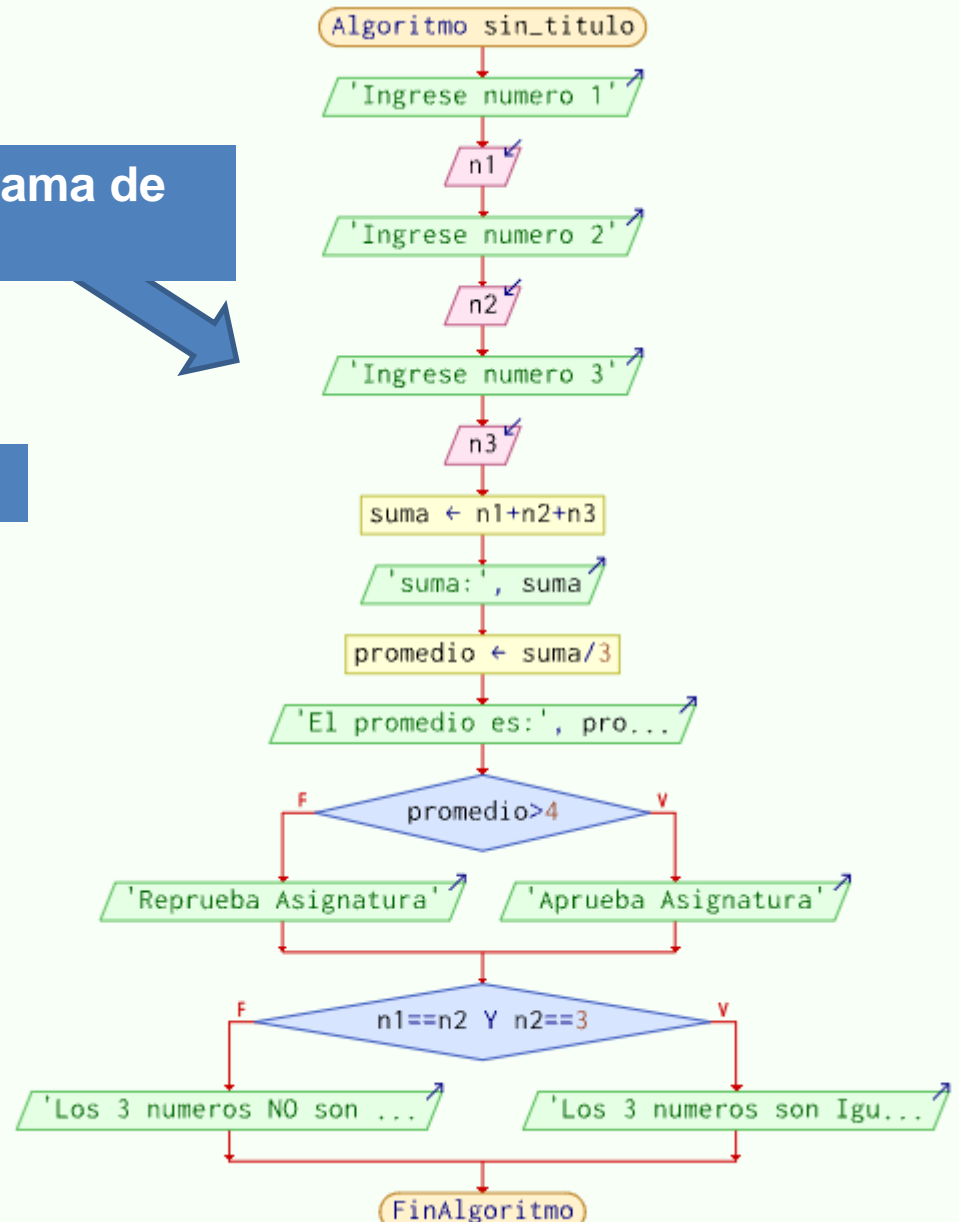 Algoritmo sin_titulo
'Ingrese numero 1'
ama de
n1
'Ingrese numero 2'
n2
'Ingrese numero 3'
n3
suma ← n1+n2+n3
'suma:', suma
promedio ← suma/3
'El promedio es:', pro...
F
promedio>4
V
'Reprueba Asignatura'
'Aprueba Asignatura'
F
n1==n2 Y n2==3
V
'Los 3 numeros NO son ...'
'Los 3 numeros son Igu...'
FinAlgoritmo